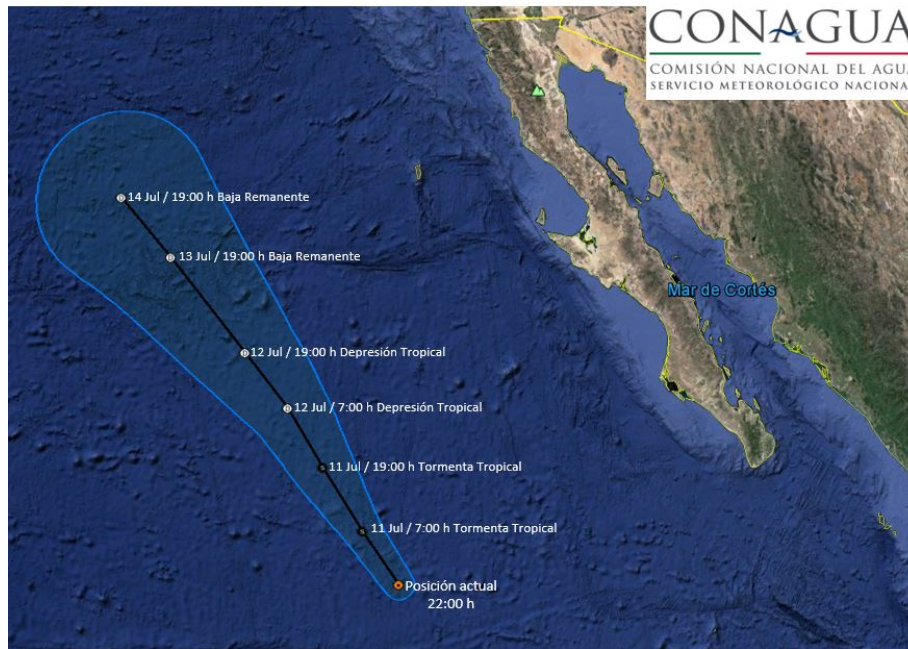 CONAGUA
COMISIÓN NACIONAL DEL AGUA
SERVICIO METEOROLÓGICO NACIONAL
14 Jul / 19:00 h Baja Remanente
13 Jul / 19:00 h Baja Remanente
Mar de Cortés
12 Jul / 19:00 h Depresión Tropical
12 Jul / 7:00 h Depresión Tropical
11 Jul / 19:00 h Tormenta Tropical
11 Jul / 7:00 h Tormenta Tropical
Posición actual
22:00 h